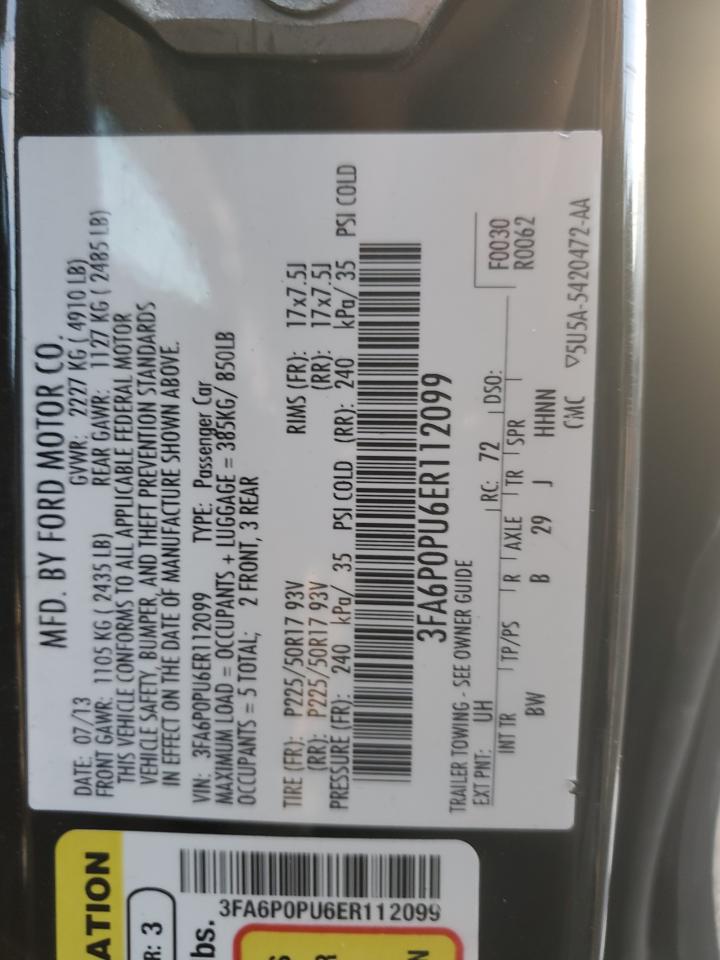 MFD. BY FORD MOTOR CO.
DATE: 07/13 GVWR: 2227 KG ( 4910 LB)
FRONT GAWR: 1105 KG ( 2435 LB) REAR GAWR: 1127 KG ( 2485 LB)
THIS VEHICLE CONFORMS TO ALL APPLICABLE FEDERAL MOTOR
VEHICLE SAFETY, BUMPER, AND THEFT PREVENTION STANDARDS
IN EFFECT ON THE DATE OF MANUFACTURE SHOWN ABOVE.
VIN: 3FA6P0PU6ER112099 TYPE: Passenger Car
MAXIMUM LOAD = OCCUPANTS + LUGGAGE = 385KG/ 850LB
OCCUPANTS = 5 TOTAL; 2 FRONT, 3 REAR
TIRE (FR): P225/50R17 93V RIMS (FR): 17x7.5J
(RR): P225/50R17 93V (RR): 17x7.5J
PRESSURE (FR): 240 kPa/ 35 PSI COLD (RR): 240 kPa/ 35 PSI COLD
3FA6P0PU6ER112099
TRAILER TOWING - SEE OWNER GUIDE
EXT PNT: UH RC: 72 DSO: F0030
R0062
INT TR TP/PS R AXLE TR SPR
BW B 29 J HHNN
CMC ▽5U5A-5420472-AA
ATION
R: 3
3FA6P0PU6ER112099
bs.
S
R
N